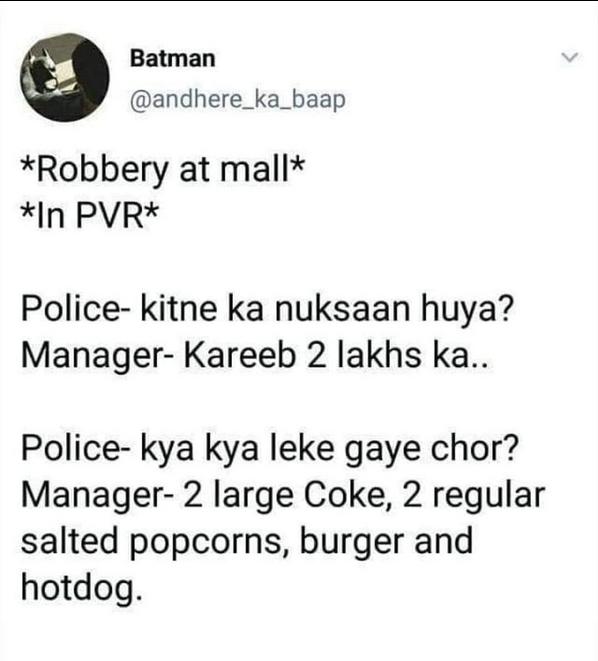 Batman
@andhere_ka_baap
*Robbery at mall*
*In PVR*
Police- kitne ka nuksaan huya?
Manager- Kareeb 2 lakhs ka..
Police- kya kya leke gaye chor?
Manager- 2 large Coke, 2 regular
salted popcorns, burger and
hotdog.